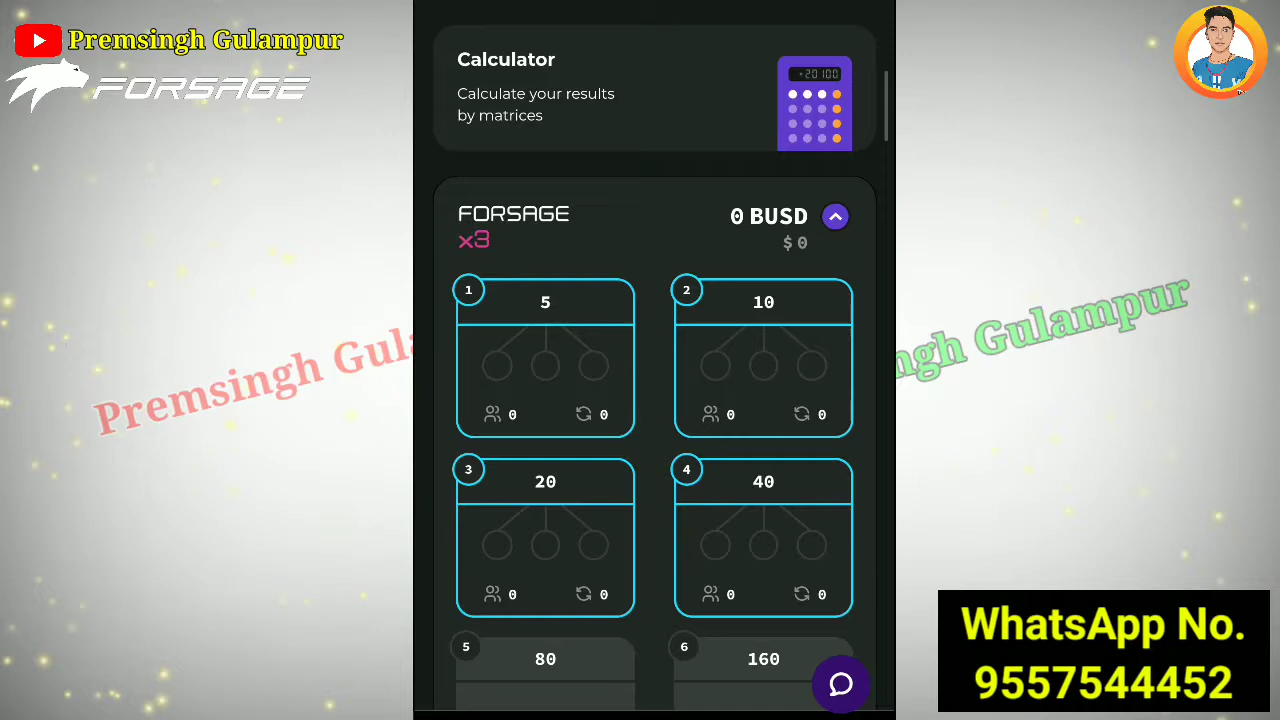 Premsingh Gulampur
FORSAGE
Calculator
Calculate your results
by matrices
+20100
FORSAGE
x3
0 BUSD
$ 0
1
5
0
0
2
10
0
0
3
20
0
0
4
40
0
0
5
80
6
160
Premsingh Gula
ngh Gulampur
WhatsApp No.
9557544452